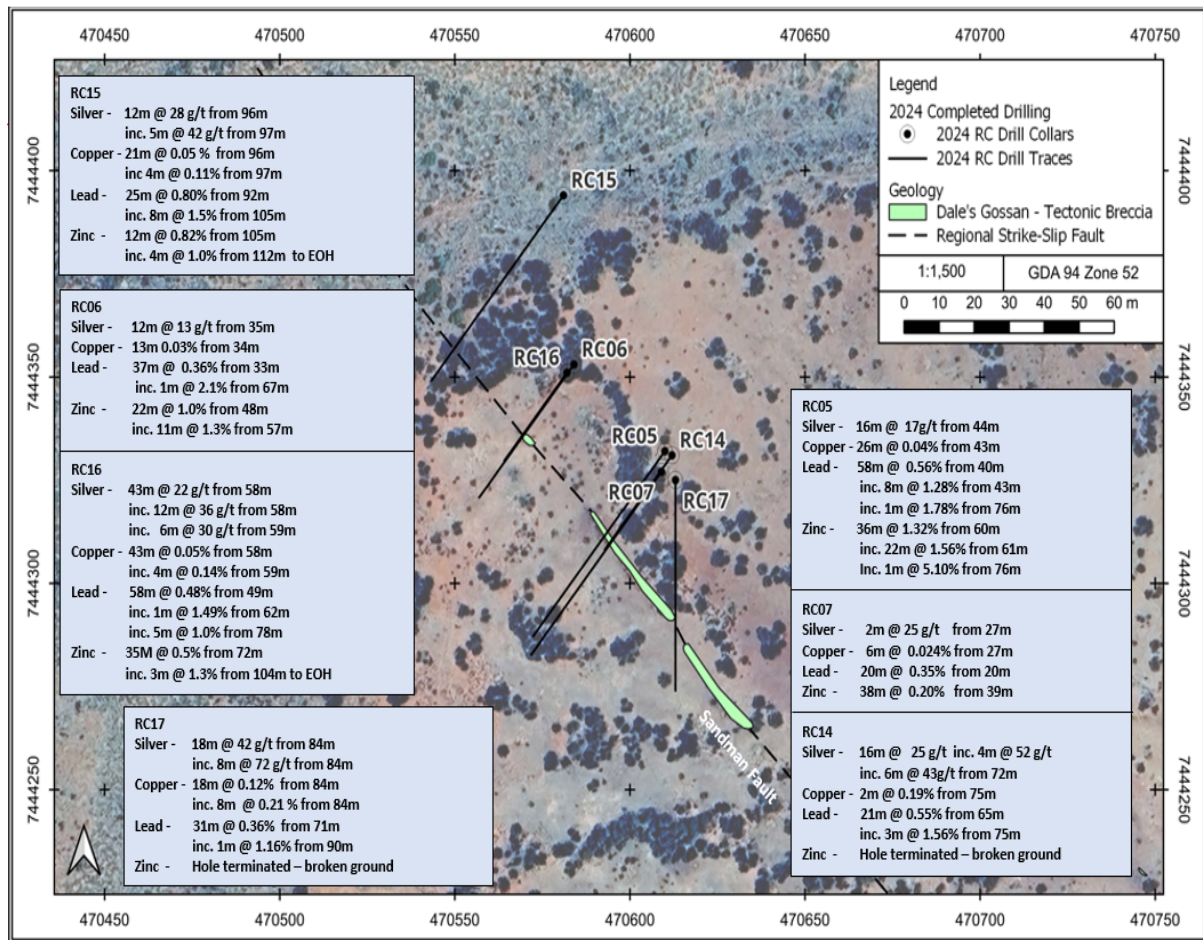 470450 470500 470550 470600 470650 470700 470750
RC15
Silver - 12m @ 28 g/t from 96m
inc. 5m @ 42 g/t from 97m
Copper - 21m @ 0.05 % from 96m
inc 4m @ 0.11% from 97m
Lead - 25m @ 0.80% from 92m
inc. 8m @ 1.5% from 105m
Zinc - 12m @ 0.82% from 105m
inc. 4m @ 1.0% from 112m to EOH
RC06
Silver - 12m @ 13 g/t from 35m
Copper - 13m 0.03% from 34m
Lead - 37m @ 0.36% from 33m
inc. 1m @ 2.1% from 67m
Zinc - 22m @ 1.0% from 48m
inc. 11m @ 1.3% from 57m
RC16
Silver - 43m @ 22 g/t from 58m
inc. 12m @ 36 g/t from 58m
inc. 6m @ 30 g/t from 59m
Copper - 43m @ 0.05% from 58m
inc. 4m @ 0.14% from 59m
Lead - 58m @ 0.48% from 49m
inc. 1m @ 1.49% from 62m
inc. 5m @ 1.0% from 78m
Zinc - 35M @ 0.5% from 72m
inc. 3m @ 1.3% from 104m to EOH
RC17
Silver - 18m @ 42 g/t from 84m
inc. 8m @ 72 g/t from 84m
Copper - 18m @ 0.12% from 84m
inc. 8m @ 0.21 % from 84m
Lead - 31m @ 0.36% from 71m
inc. 1m @ 1.16% from 90m
Zinc - Hole terminated – broken ground
7444400
7444350
7444300
7444250
RC15
RC16
RC06
RC05
RC14
RC07
RC17
Sandman Fault
Legend
2024 Completed Drilling
2024 RC Drill Collars
2024 RC Drill Traces
Geology
Dale's Gossan - Tectonic Breccia
Regional Strike-Slip Fault
1:1,500 GDA 94 Zone 52
0 10 20 30 40 50 60 m
RC05
Silver - 16m @ 17g/t from 44m
Copper - 26m @ 0.04% from 43m
Lead - 58m @ 0.56% from 40m
inc. 8m @ 1.28% from 43m
inc. 1m @ 1.78% from 76m
Zinc - 36m @ 1.32% from 60m
inc. 22m @ 1.56% from 61m
Inc. 1m @ 5.10% from 76m
RC07
Silver - 2m @ 25 g/t from 27m
Copper - 6m @ 0.024% from 27m
Lead - 20m @ 0.35% from 20m
Zinc - 38m @ 0.20% from 39m
RC14
Silver - 16m @ 25 g/t inc. 4m @ 52 g/t
inc. 6m @ 43g/t from 72m
Copper - 2m @ 0.19% from 75m
Lead - 21m @ 0.55% from 65m
inc. 3m @ 1.56% from 75m
Zinc - Hole terminated – broken ground
7444400
7444350
7444300
7444250
470450 470500 470550 470600 470650 470700 470750